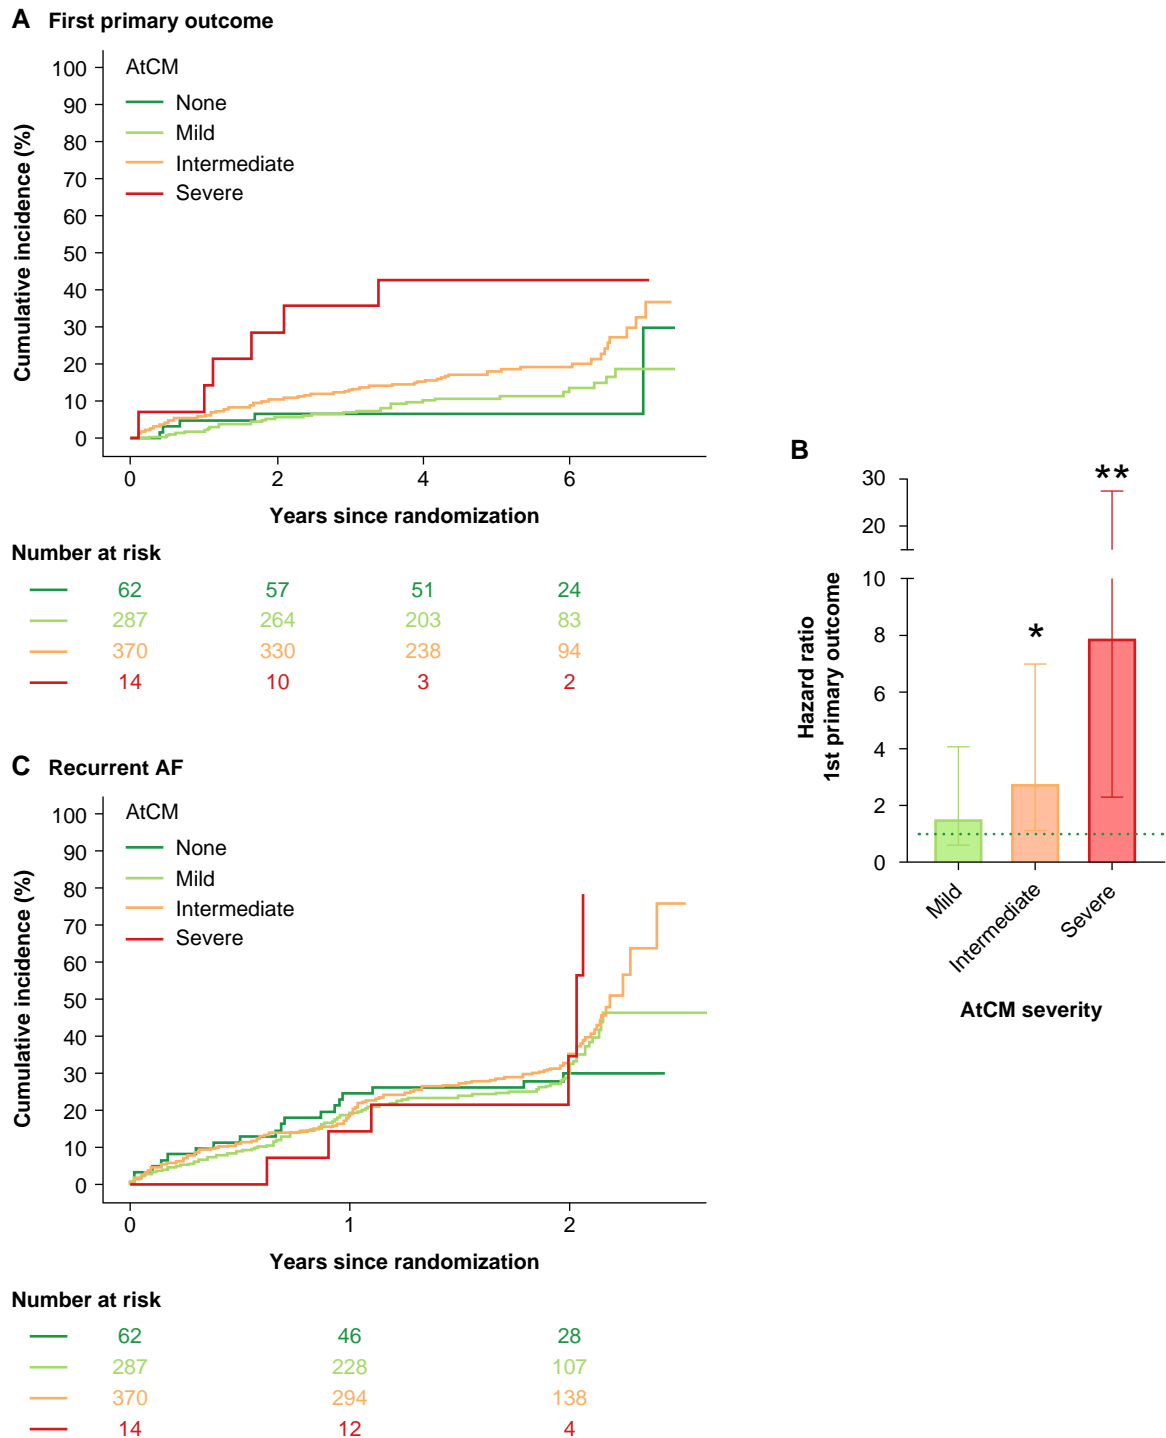 A First primary outcome
AtCM
None
Mild
Intermediate
Severe
Cumulative incidence (%)
100
90
80
70
60
50
40
30
20
10
0
0 2 4 6
Years since randomization
Number at risk
62 57 51 24
287 264 203 83
370 330 238 94
14 10 3 2
B
Hazard ratio
1st primary outcome
30
20
10
8
6
4
2
0
*
**
Mild
Intermediate
Severe
AtCM severity
C Recurrent AF
AtCM
None
Mild
Intermediate
Severe
Cumulative incidence (%)
100
90
80
70
60
50
40
30
20
10
0
0 1 2
Years since randomization
Number at risk
62 46 28
287 228 107
370 294 138
14 12 4